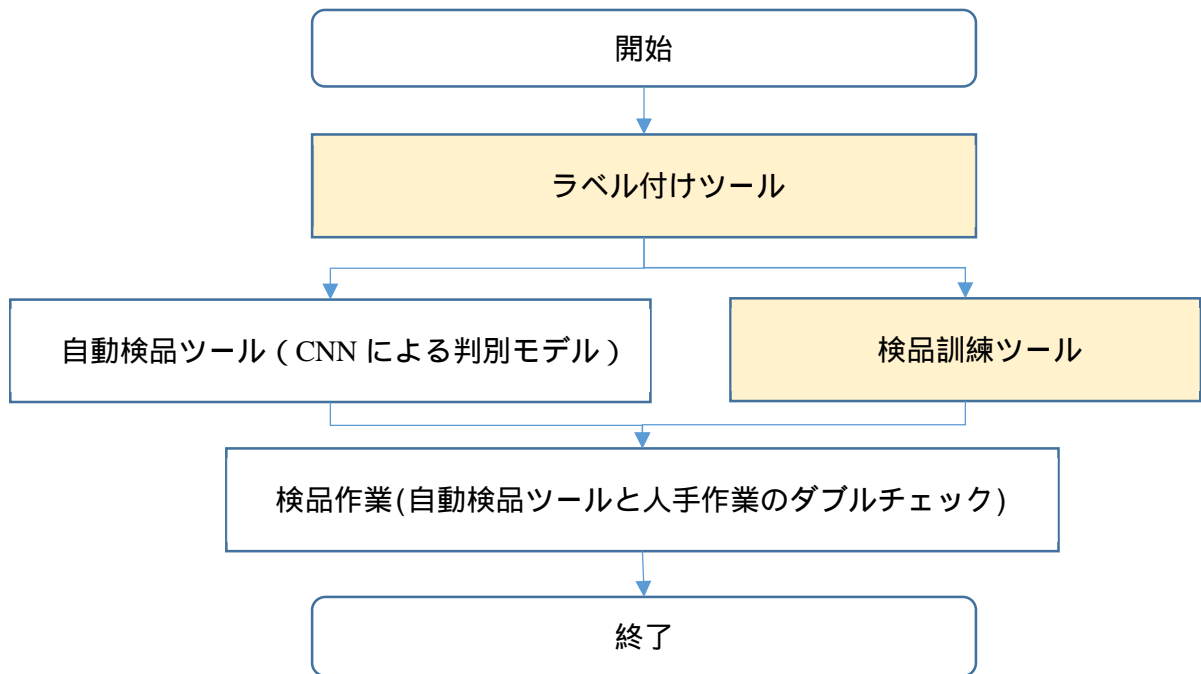 開始
ラベル付けツール
自動検品ツール（CNN による判別モデル）
検品訓練ツール
検品作業(自動検品ツールと人手作業のダブルチェック)
終了